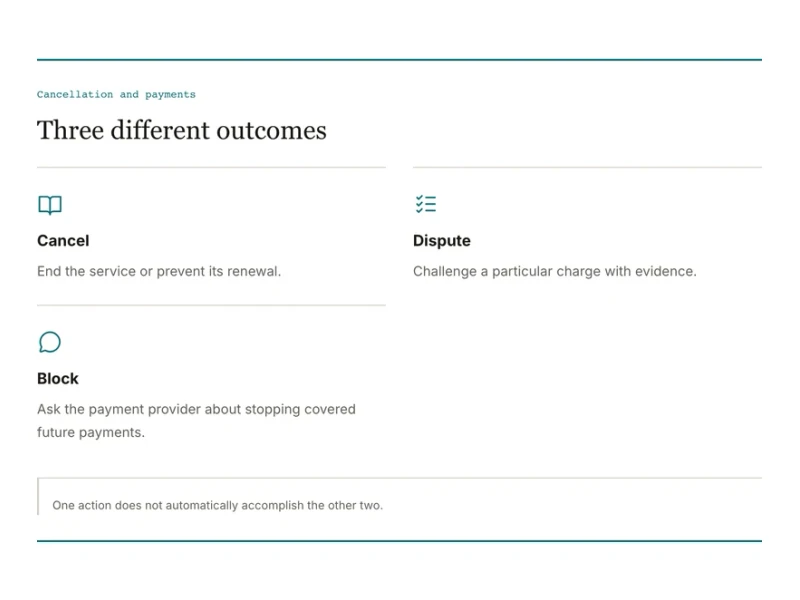 Cancellation and payments
Three different outcomes
Cancel
End the service or prevent its renewal.
Dispute
Challenge a particular charge with evidence.
Block
Ask the payment provider about stopping covered
future payments.
One action does not automatically accomplish the other two.